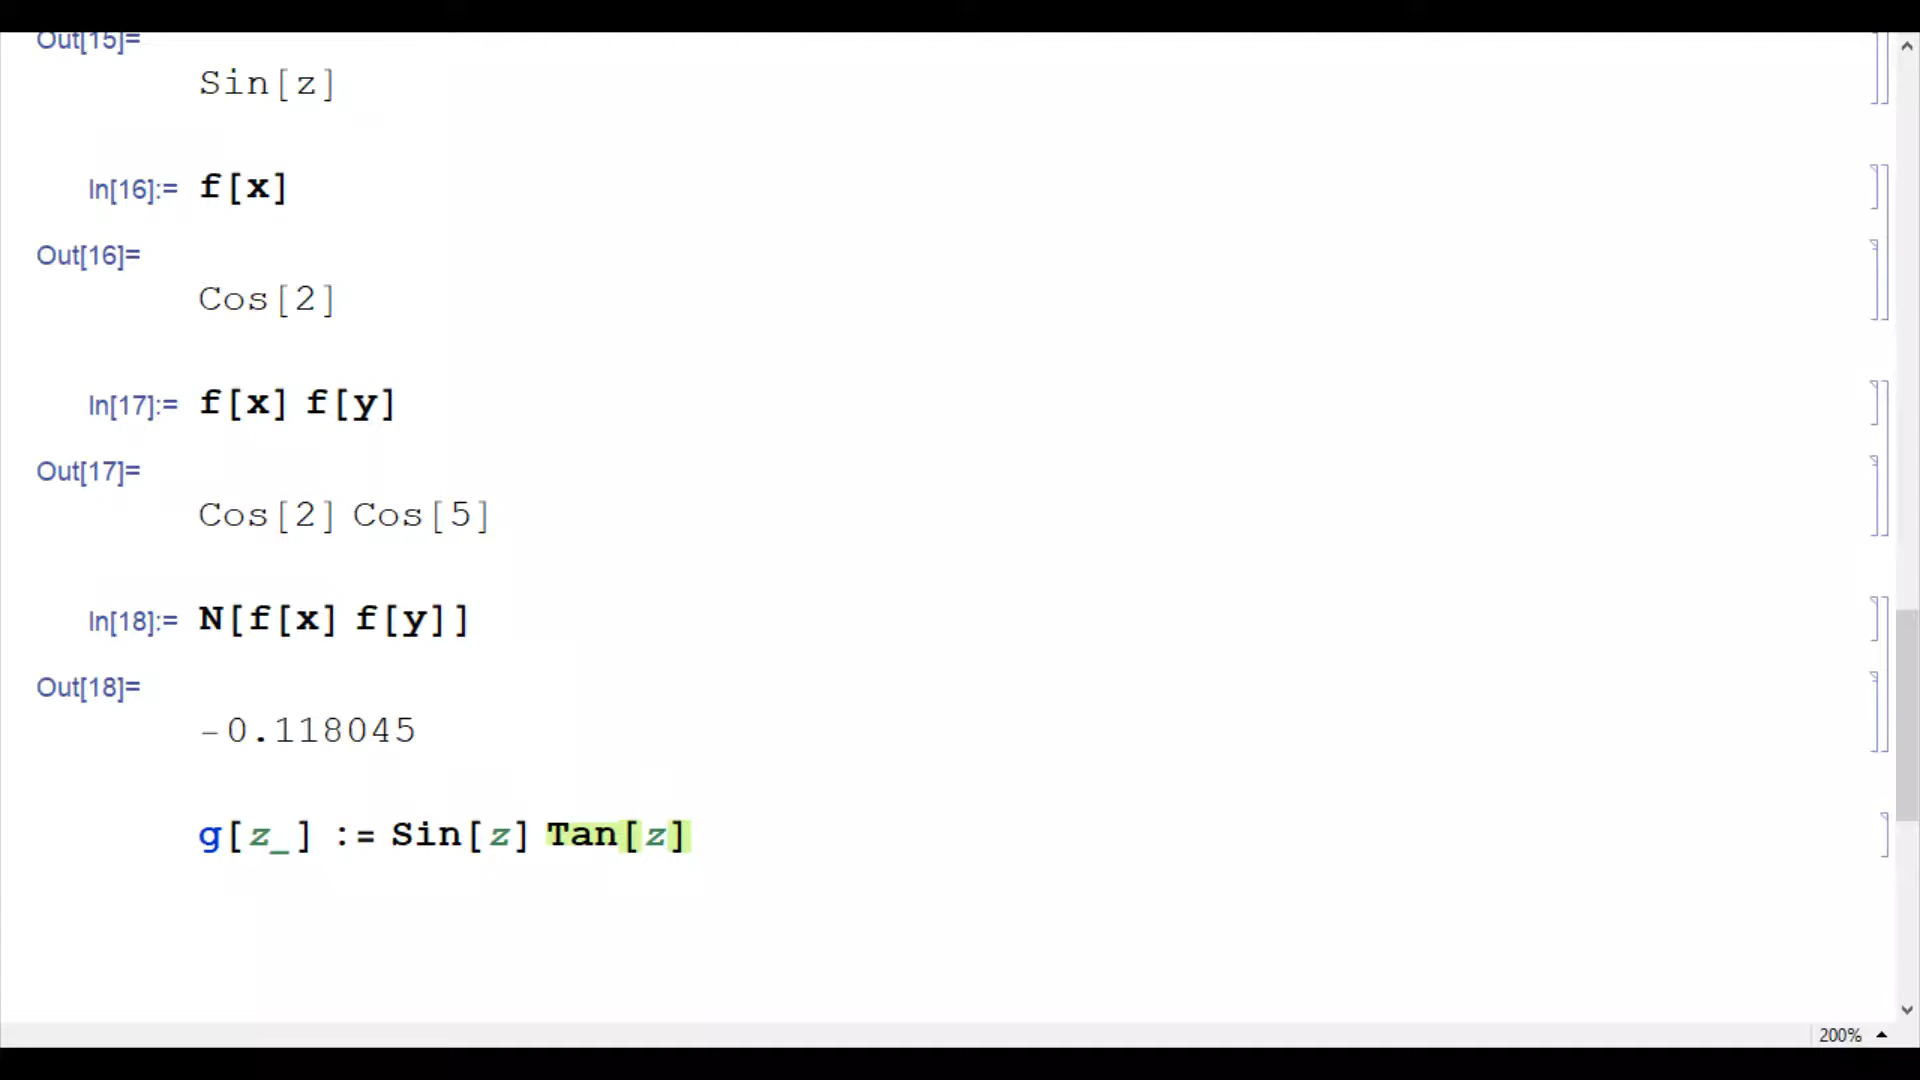 Out[15]=
Sin[z]
In[16]:= f[x]
Out[16]=
Cos[2]
In[17]:= f[x] f[y]
Out[17]=
Cos[2] Cos[5]
In[18]:= N[f[x] f[y]]
Out[18]=
-0.118045
g[z_] := Sin[z] Tan[z]
200%